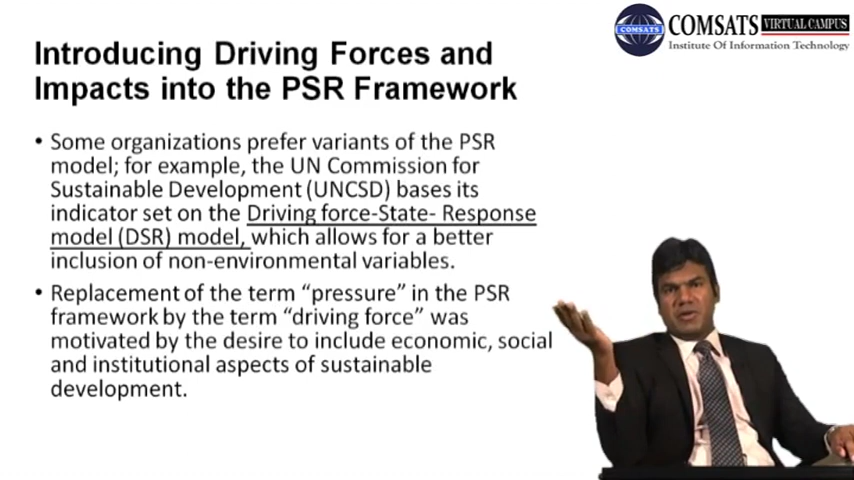 COMSATS VIRTUAL CAMPUS
COMSATS
Institute Of Information Technology
Introducing Driving Forces and
Impacts into the PSR Framework
• Some organizations prefer variants of the PSR
model; for example, the UN Commission for
Sustainable Development (UNCSD) bases its
indicator set on the Driving force-State- Response
model (DSR) model, which allows for a better
inclusion of non-environmental variables.
• Replacement of the term “pressure” in the PSR
framework by the term “driving force” was
motivated by the desire to include economic, social
and institutional aspects of sustainable
development.